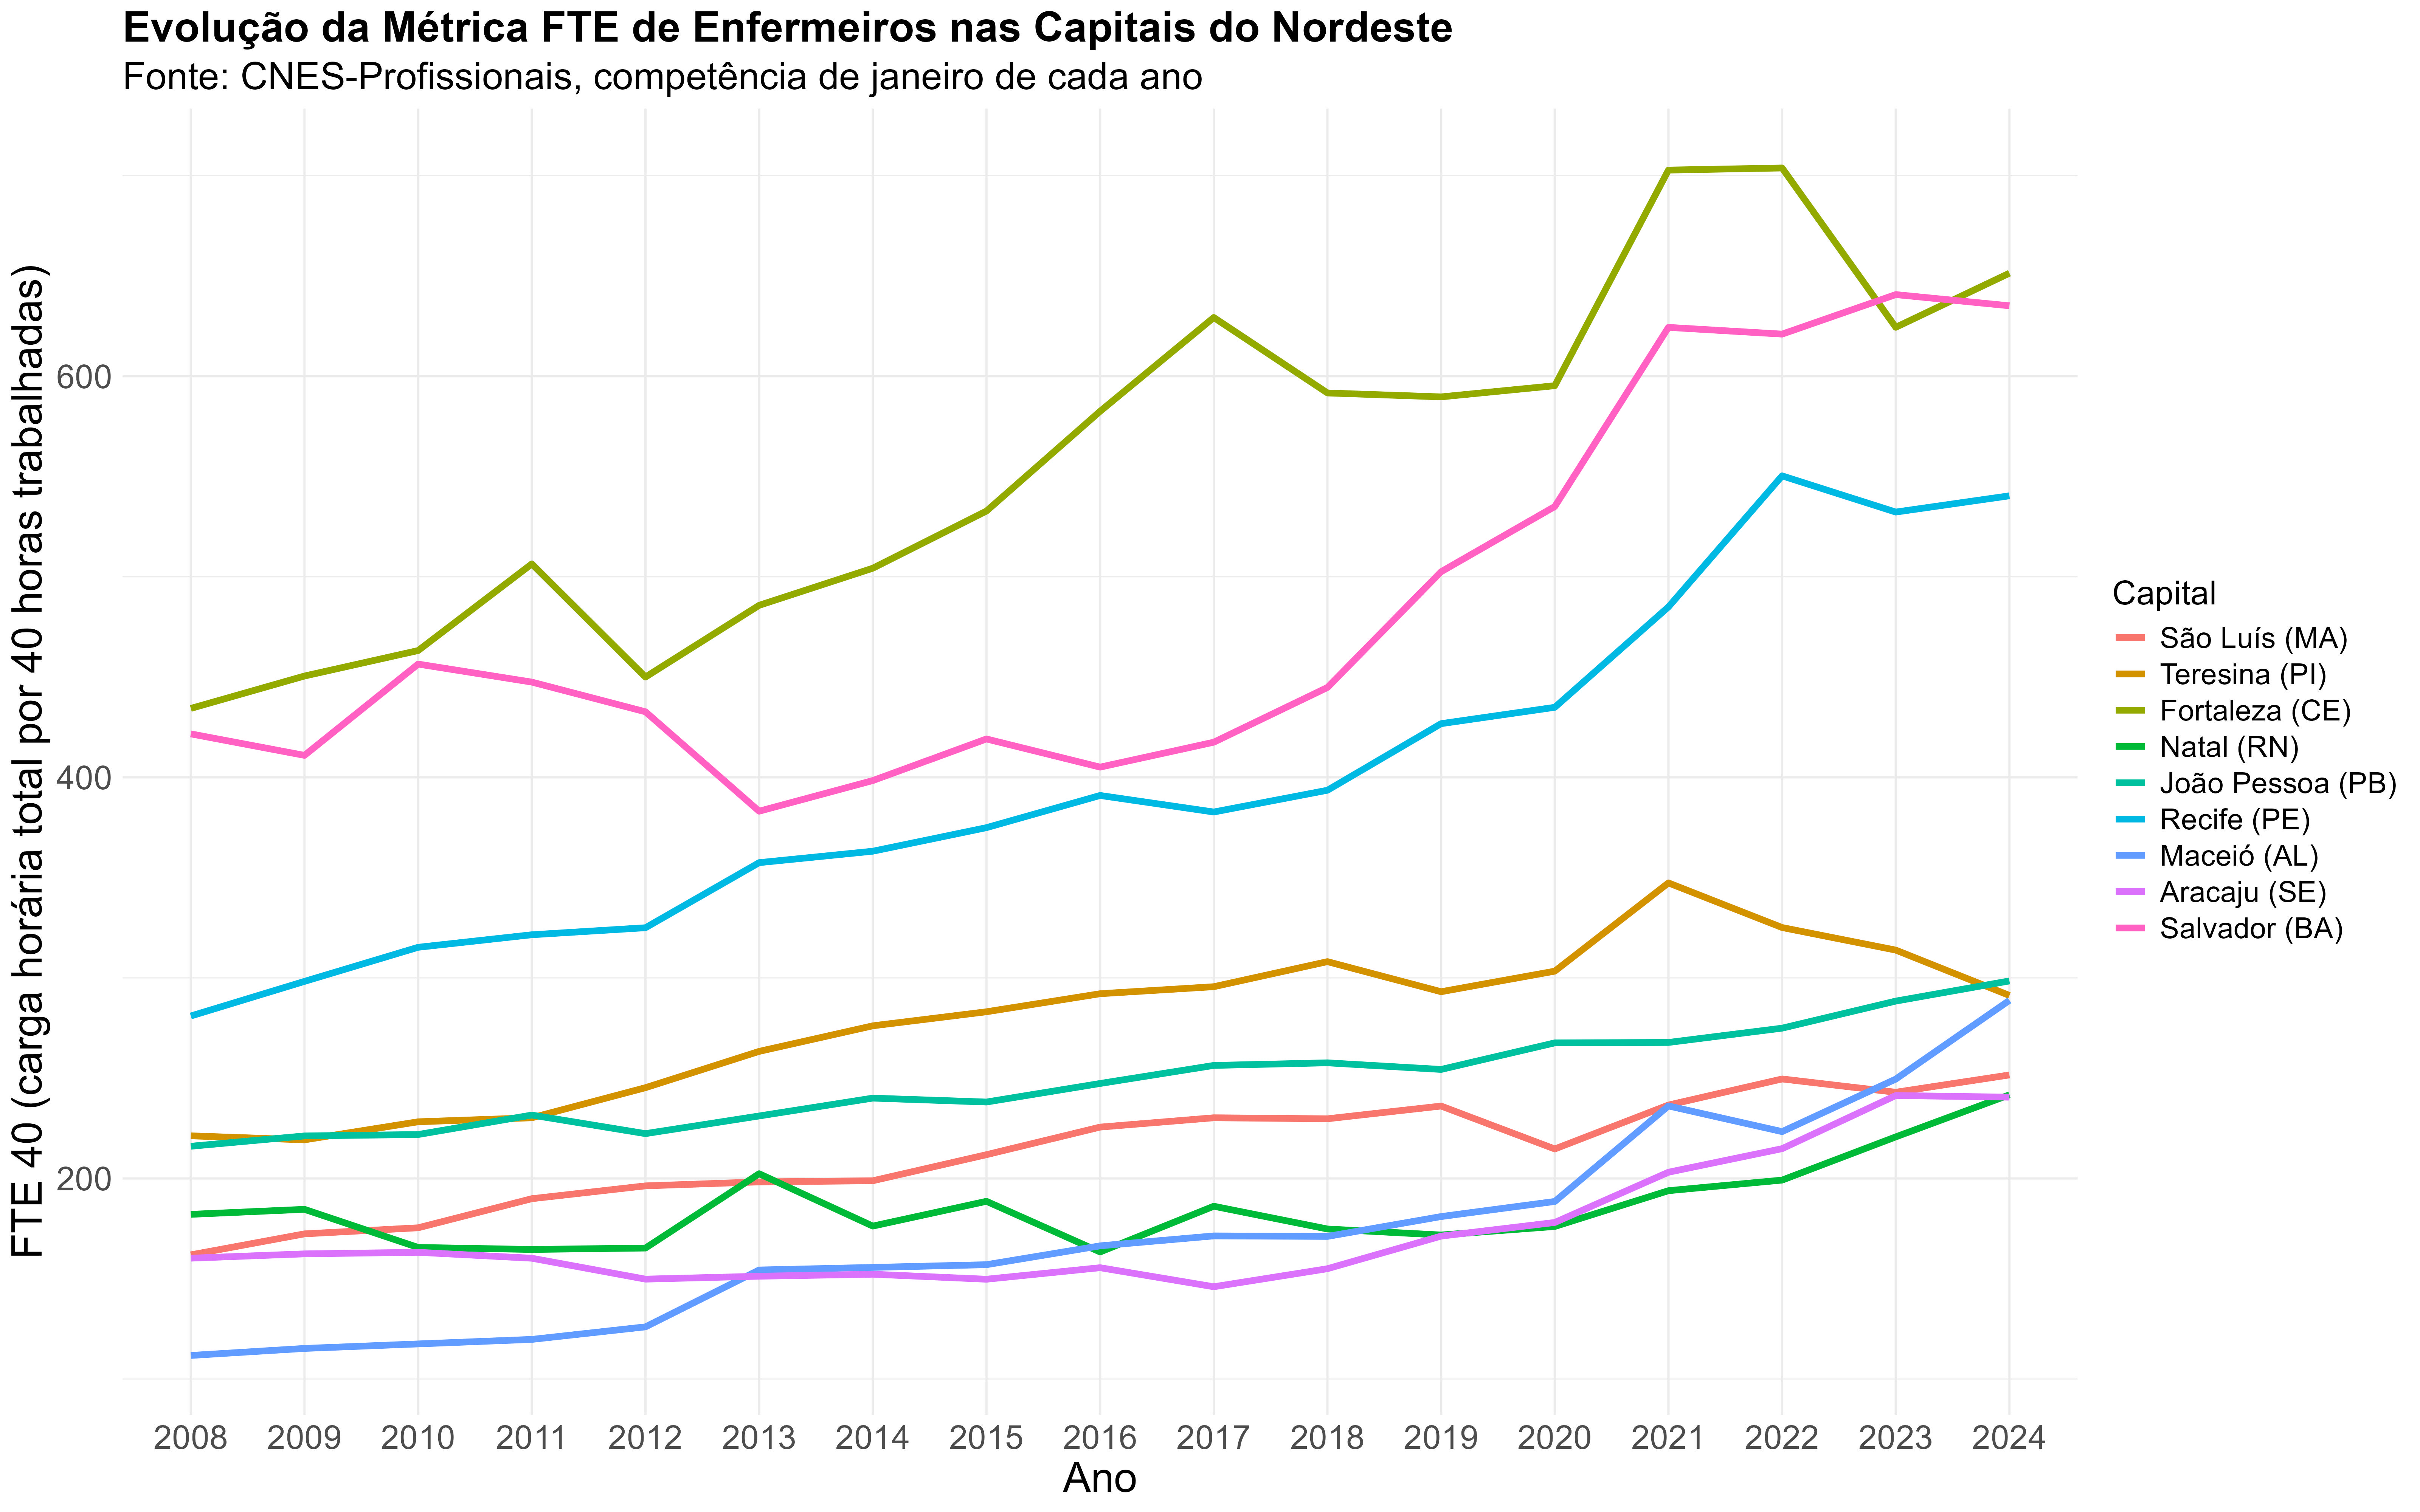 Evolução da Métrica FTE de Enfermeiros nas Capitais do Nordeste
Fonte: CNES-Profissionais, competência de janeiro de cada ano
FTE 40 (carga horária total por 40 horas trabalhadas)
600
400
200
2008 2009 2010 2011 2012 2013 2014 2015 2016 2017 2018 2019 2020 2021 2022 2023 2024
Ano
Capital
São Luís (MA)
Teresina (PI)
Fortaleza (CE)
Natal (RN)
João Pessoa (PB)
Recife (PE)
Maceió (AL)
Aracaju (SE)
Salvador (BA)